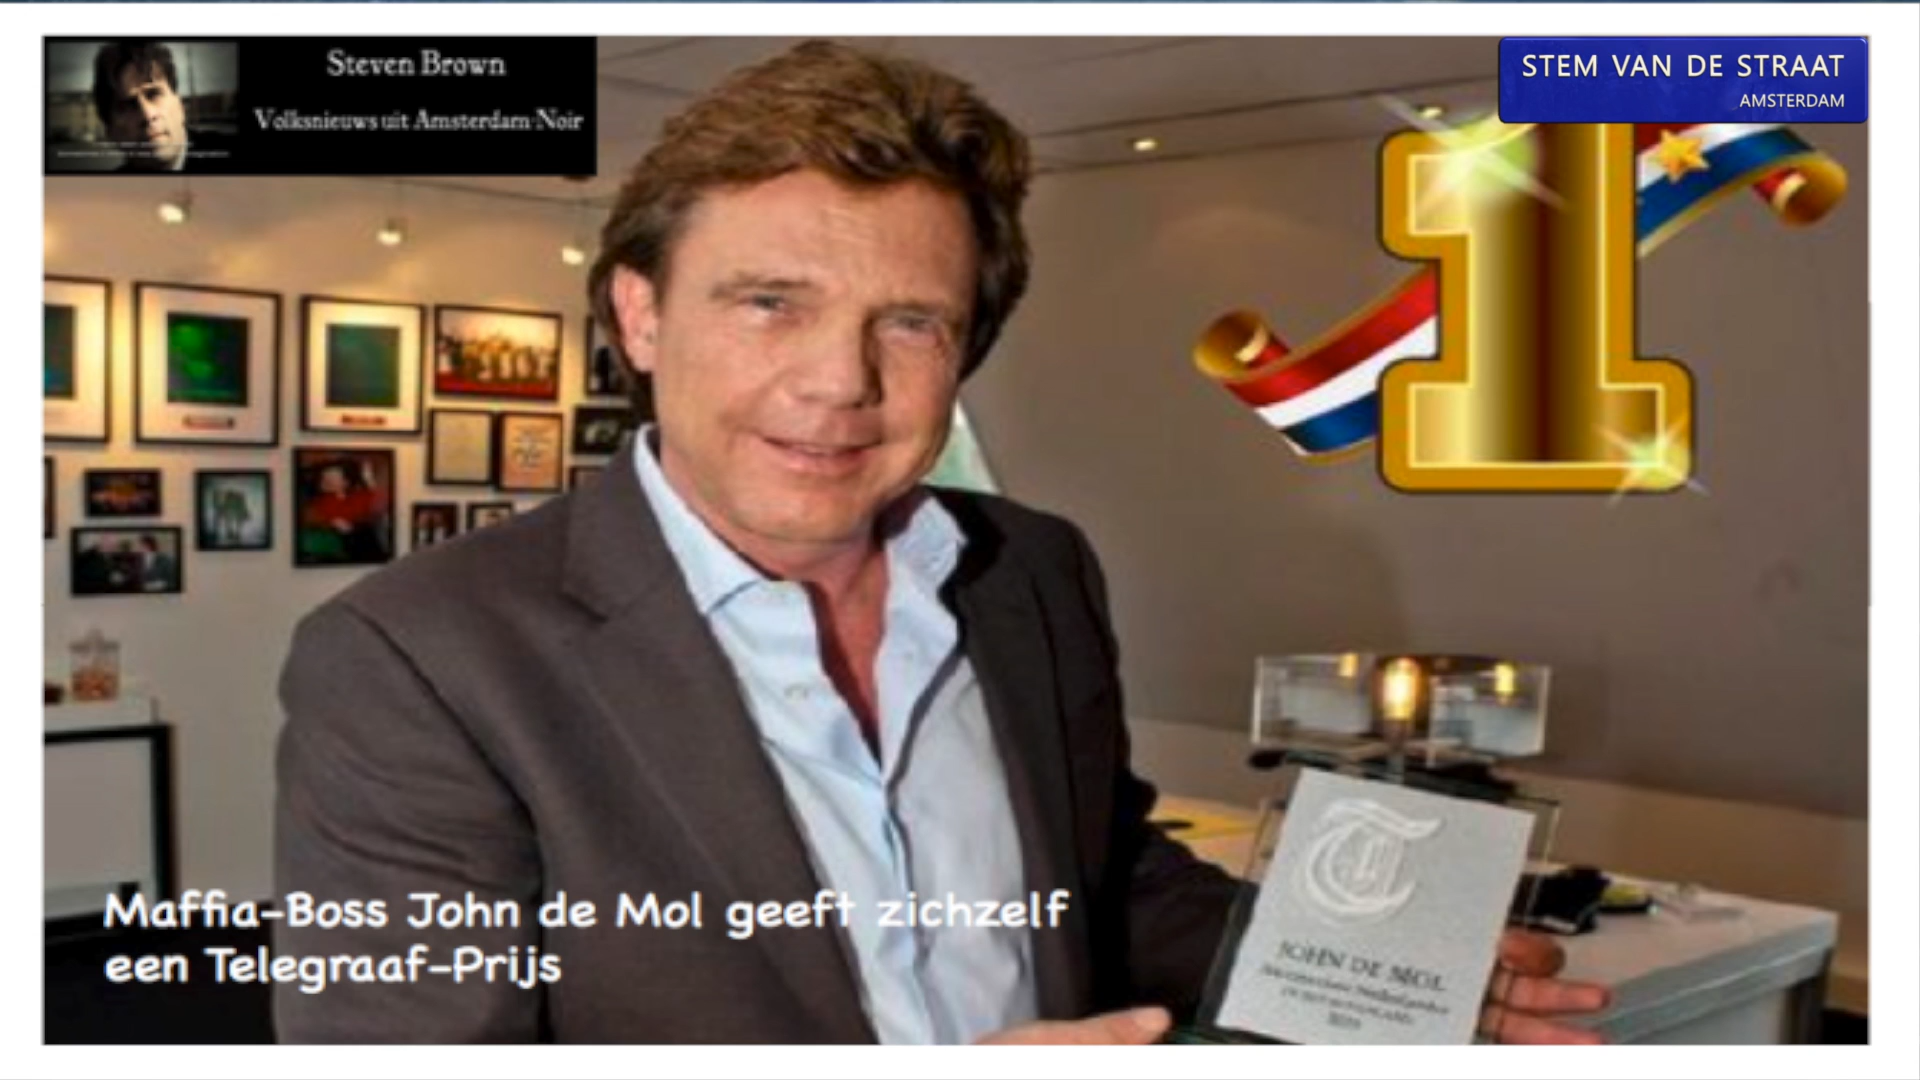 Steven Brown
Volksnieuws uit Amsterdam-Noir
STEM VAN DE STRAAT
AMSTERDAM
1
Maffia-Boss John de Mol geeft zichzelf
een Telegraaf-Prijs
T
JOHN DE MOL